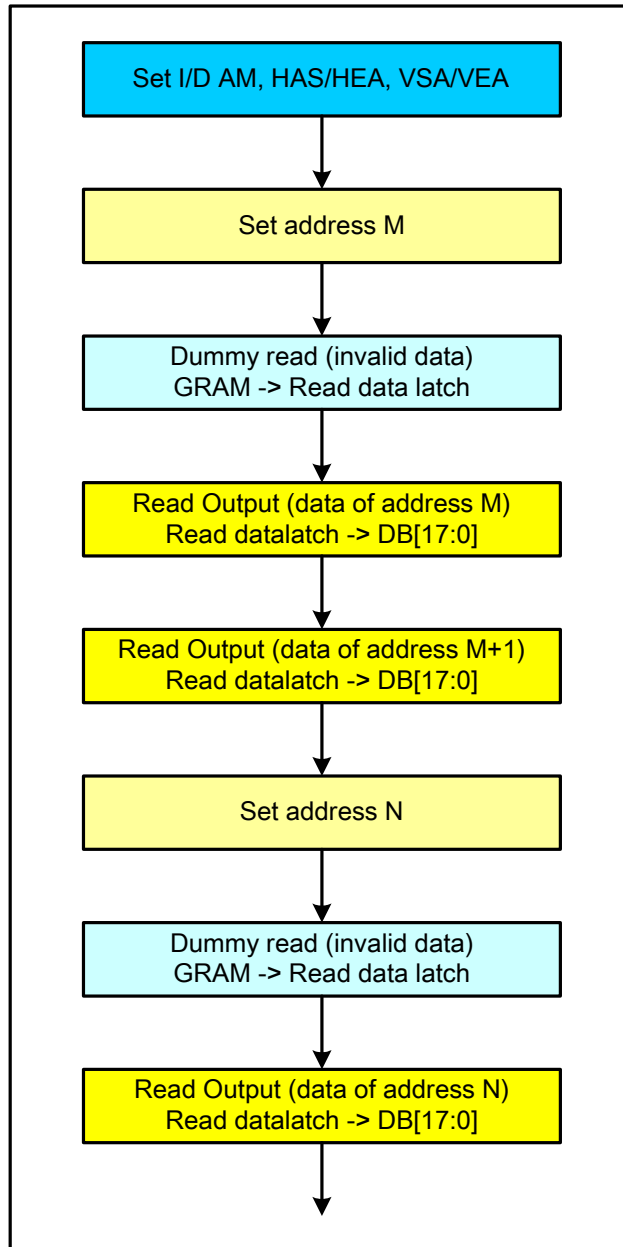 Set I/D AM, HAS/HEA, VSA/VEA
Set address M
Dummy read (invalid data)
GRAM -> Read data latch
Read Output (data of address M)
Read datalatch -> DB[17:0]
Read Output (data of address M+1)
Read datalatch -> DB[17:0]
Set address N
Dummy read (invalid data)
GRAM -> Read data latch
Read Output (data of address N)
Read datalatch -> DB[17:0]